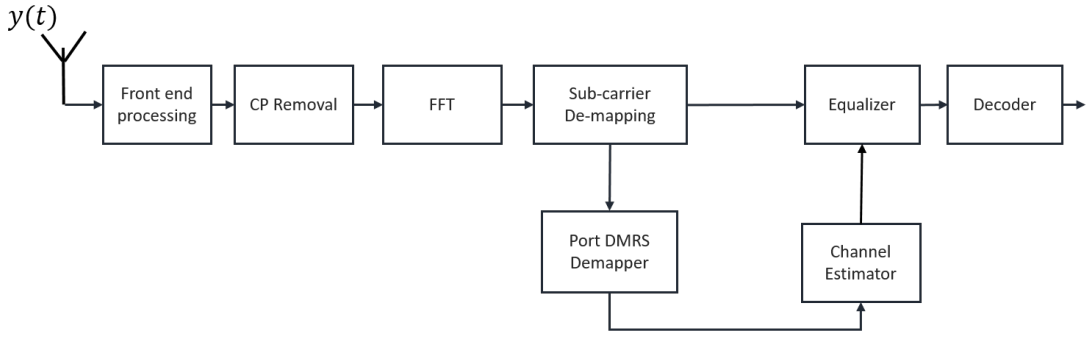 y(t)
Front end
processing
CP Removal
FFT
Sub-carrier
De-mapping
Equalizer
Decoder
Port DMRS
Demapper
Channel
Estimator